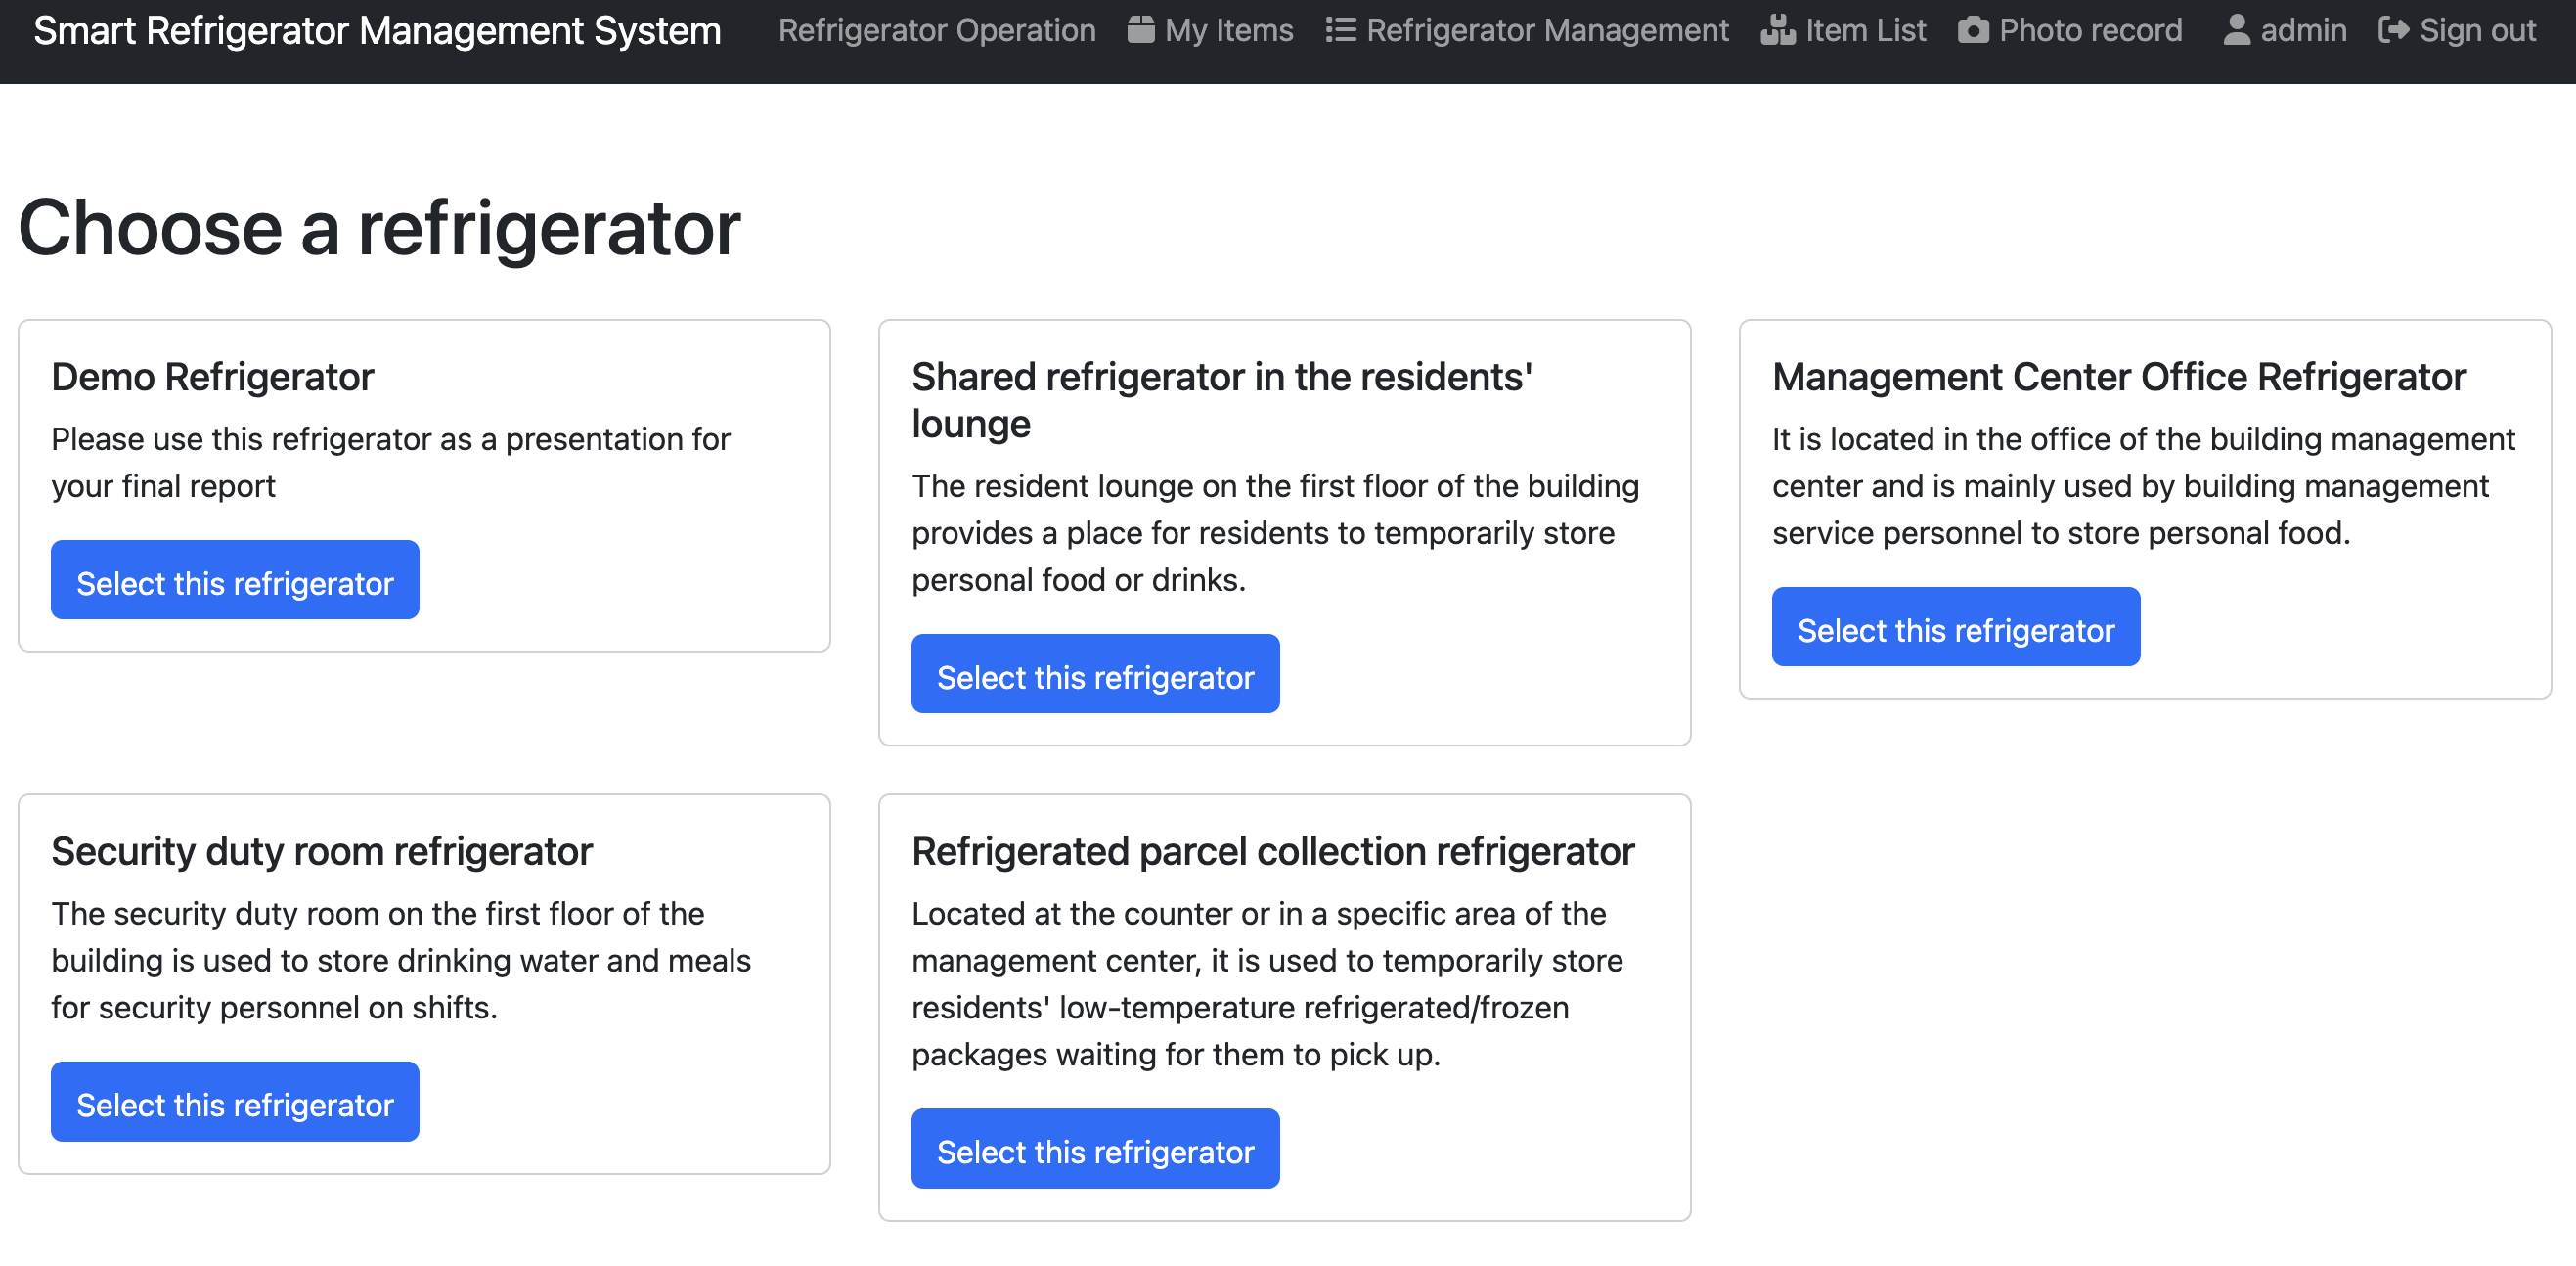 Smart Refrigerator Management System Refrigerator Operation My Items Refrigerator Management Item List Photo record admin Sign out
Choose a refrigerator
Demo Refrigerator
Please use this refrigerator as a presentation for
your final report
Select this refrigerator
Shared refrigerator in the residents'
lounge
The resident lounge on the first floor of the building
provides a place for residents to temporarily store
personal food or drinks.
Select this refrigerator
Management Center Office Refrigerator
It is located in the office of the building management
center and is mainly used by building management
service personnel to store personal food.
Select this refrigerator
Security duty room refrigerator
The security duty room on the first floor of the
building is used to store drinking water and meals
for security personnel on shifts.
Select this refrigerator
Refrigerated parcel collection refrigerator
Located at the counter or in a specific area of the
management center, it is used to temporarily store
residents' low-temperature refrigerated/frozen
packages waiting for them to pick up.
Select this refrigerator